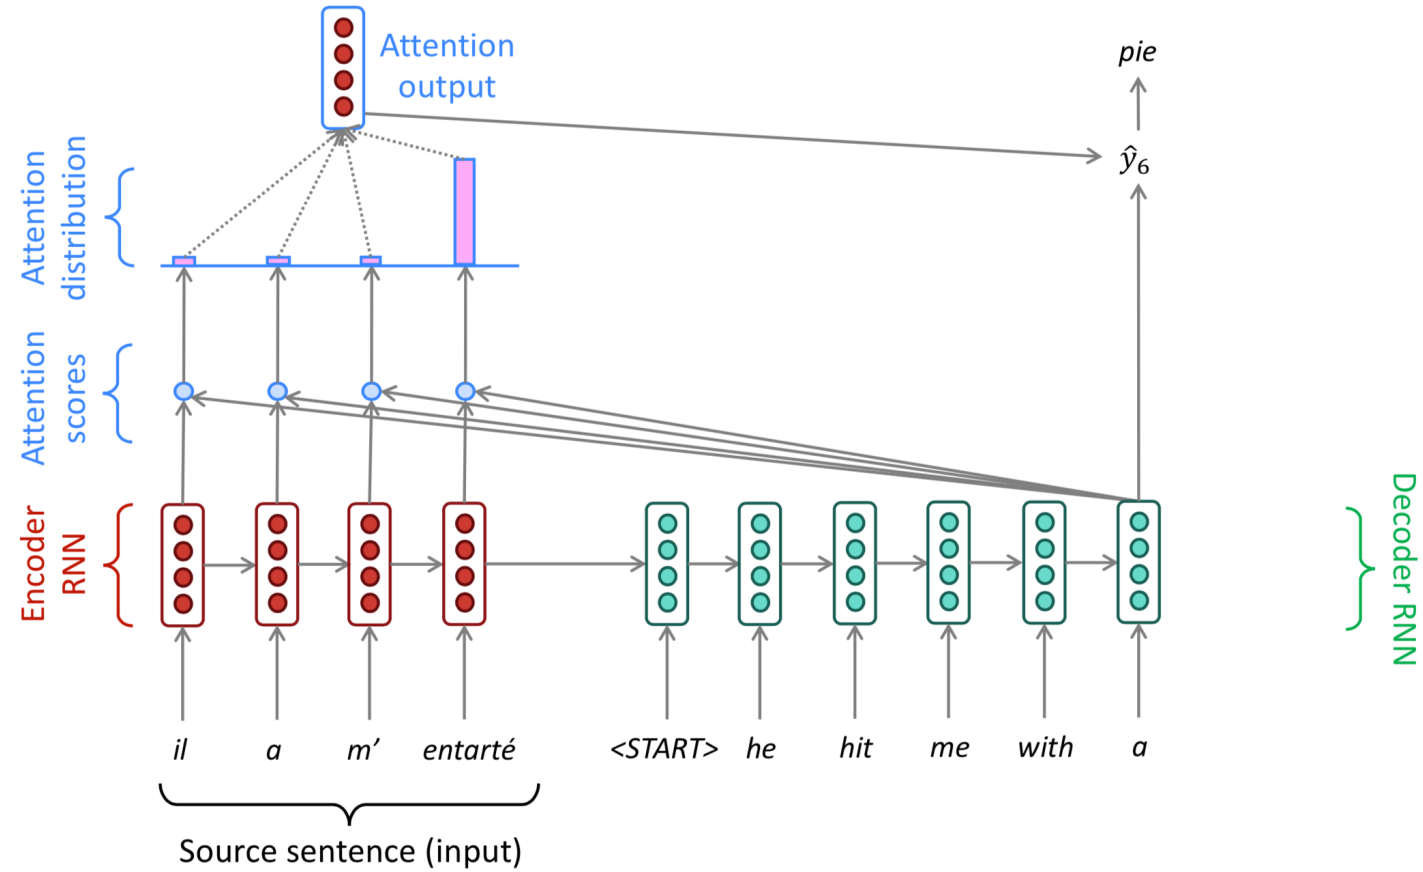 Attention
output
pie
ŷ₆
Attention
distribution
Attention
scores
Encoder
RNN
Decoder RNN
il a m’ entarté <START> he hit me with a
Source sentence (input)